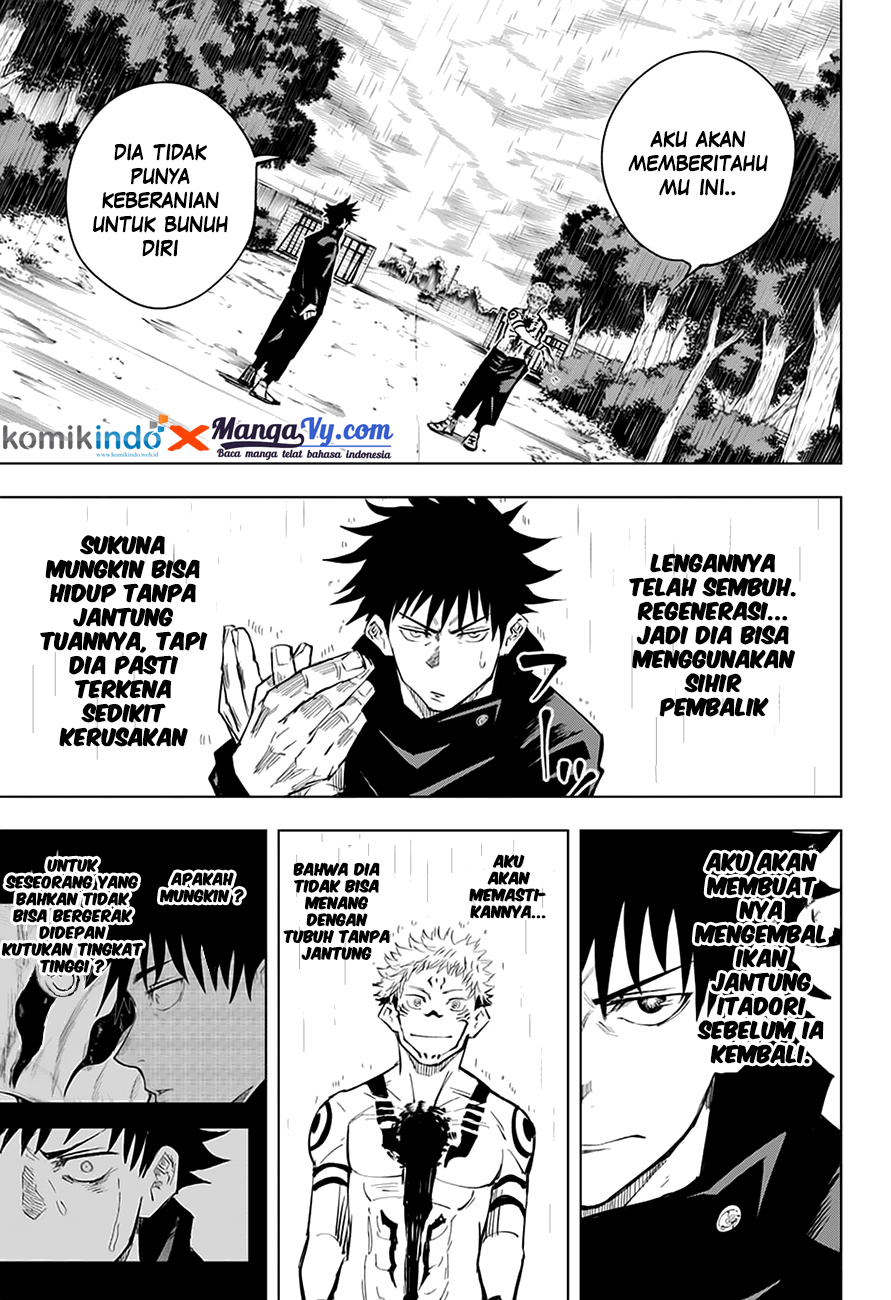 AKU AKAN
MEMBERITAHU
MU INI..
DIA TIDAK
PUNYA
KEBERANIAN
UNTUK BUNUH
DIRI
komikindo
www.komikindo.web.id
X
MangaVy.com
Baca manga telat bahasa indonesia
LENGANNYA
TELAH SEMBUH.
REGENERASI...
JADI DIA BISA
MENGGUNAKAN
SIHIR
PEMBALIK
SUKUNA
MUNGKIN BISA
HIDUP TANPA
JANTUNG
TUANNYA, TAPI
DIA PASTI
TERKENA
SEDIKIT
KERUSAKAN
フッ
ブッ
AKU AKAN
MEMBUAT
NYA
MENGEMBAL
IKAN
JANTUNG
ITADORI
SEBELUM IA
KEMBALI.
AKU
AKAN
MEMASTI-
KANNYA...
BAHWA DIA
TIDAK BISA
MENANG
DENGAN
TUBUH TANPA
JANTUNG
APAKAH
MUNGKIN ?
UNTUK
SESEORANG YANG
BAHKAN TIDAK
BISA BERGERAK
DIDEPAN
KUTUKAN TINGKAT
TINGGI ?